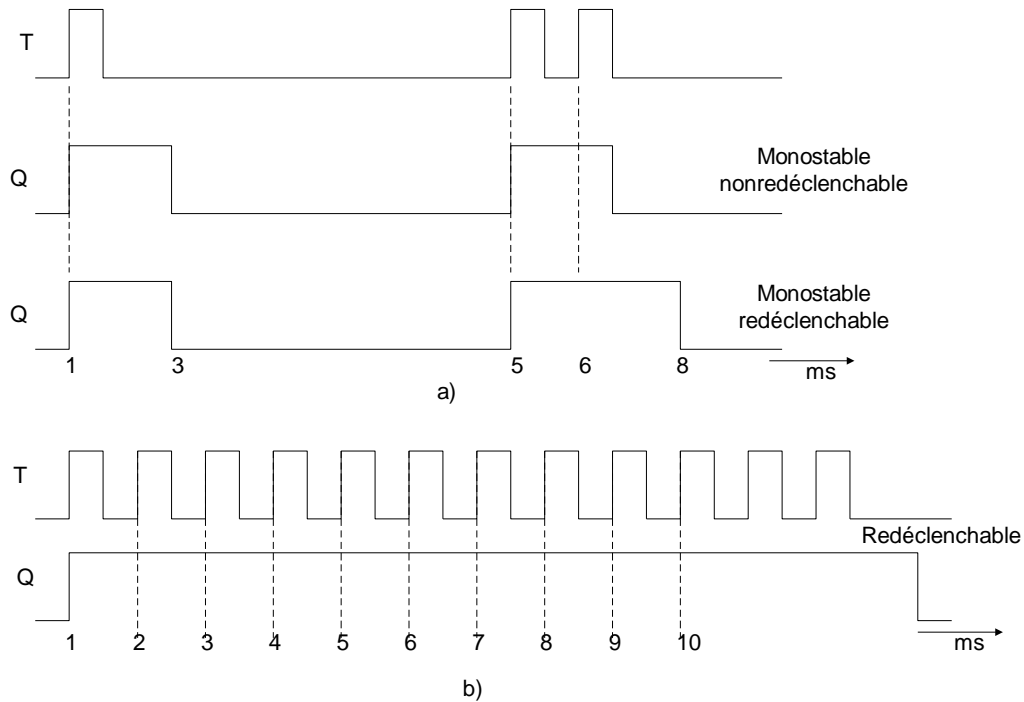 T
Q
Monostable
nonredéclenchable
Q
Monostable
redéclenchable
1 3 5 6 8
ms
a)
T
Redéclenchable
Q
1 2 3 4 5 6 7 8 9 10
ms
b)